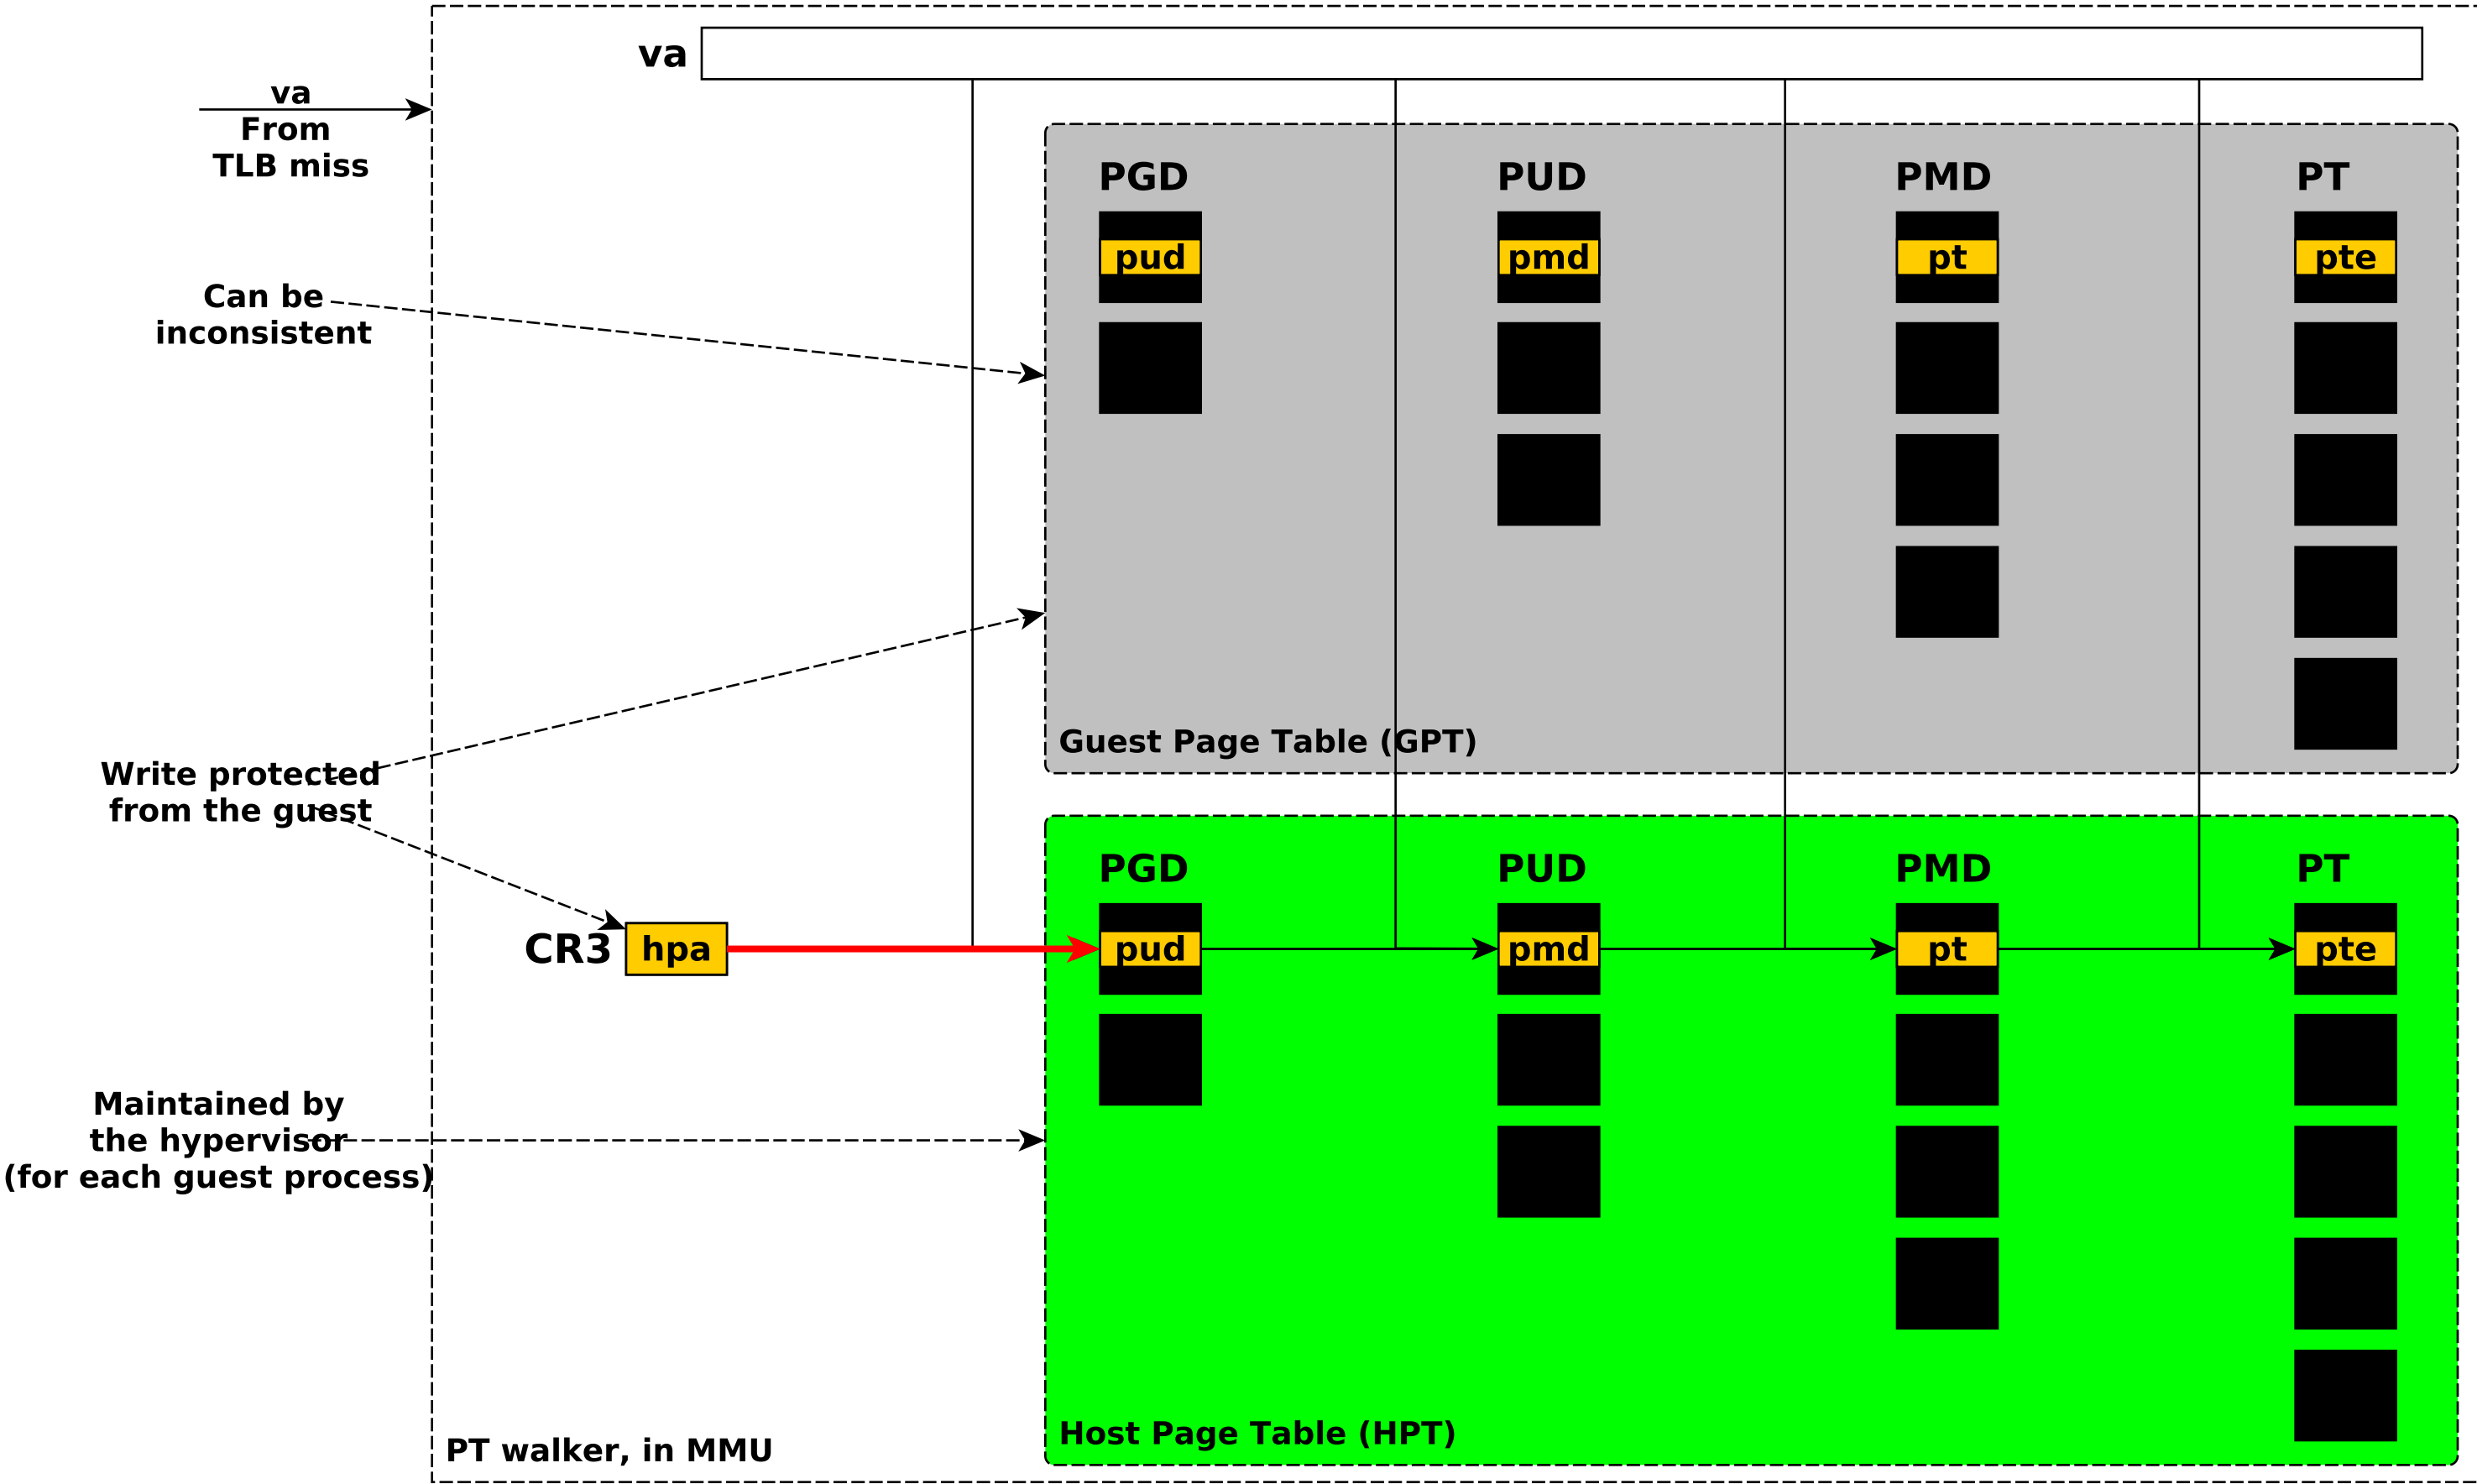 va
va
From
TLB miss
PGD
PUD
PMD
PT
pud
pmd
pt
pte
Can be
inconsistent
Guest Page Table (GPT)
Write protected
from the guest
PGD
PUD
PMD
PT
CR3
hpa
pud
pmd
pt
pte
Maintained by
the hypervisor
(for each guest process)
Host Page Table (HPT)
PT walker, in MMU